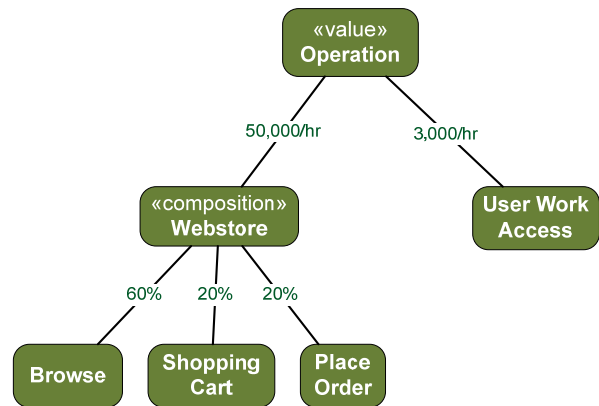 «value»
Operation
50,000/hr
3,000/hr
«composition»
Webstore
User Work
Access
60%
20%
20%
Browse
Shopping
Cart
Place
Order